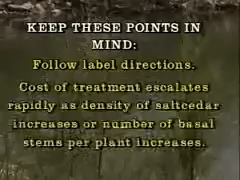 KEEP THESE POINTS IN
MIND:
Follow label directions.
Cost of treatment escalates
rapidly as density of saltcedar
increases or number of basal
stems per plant increases.